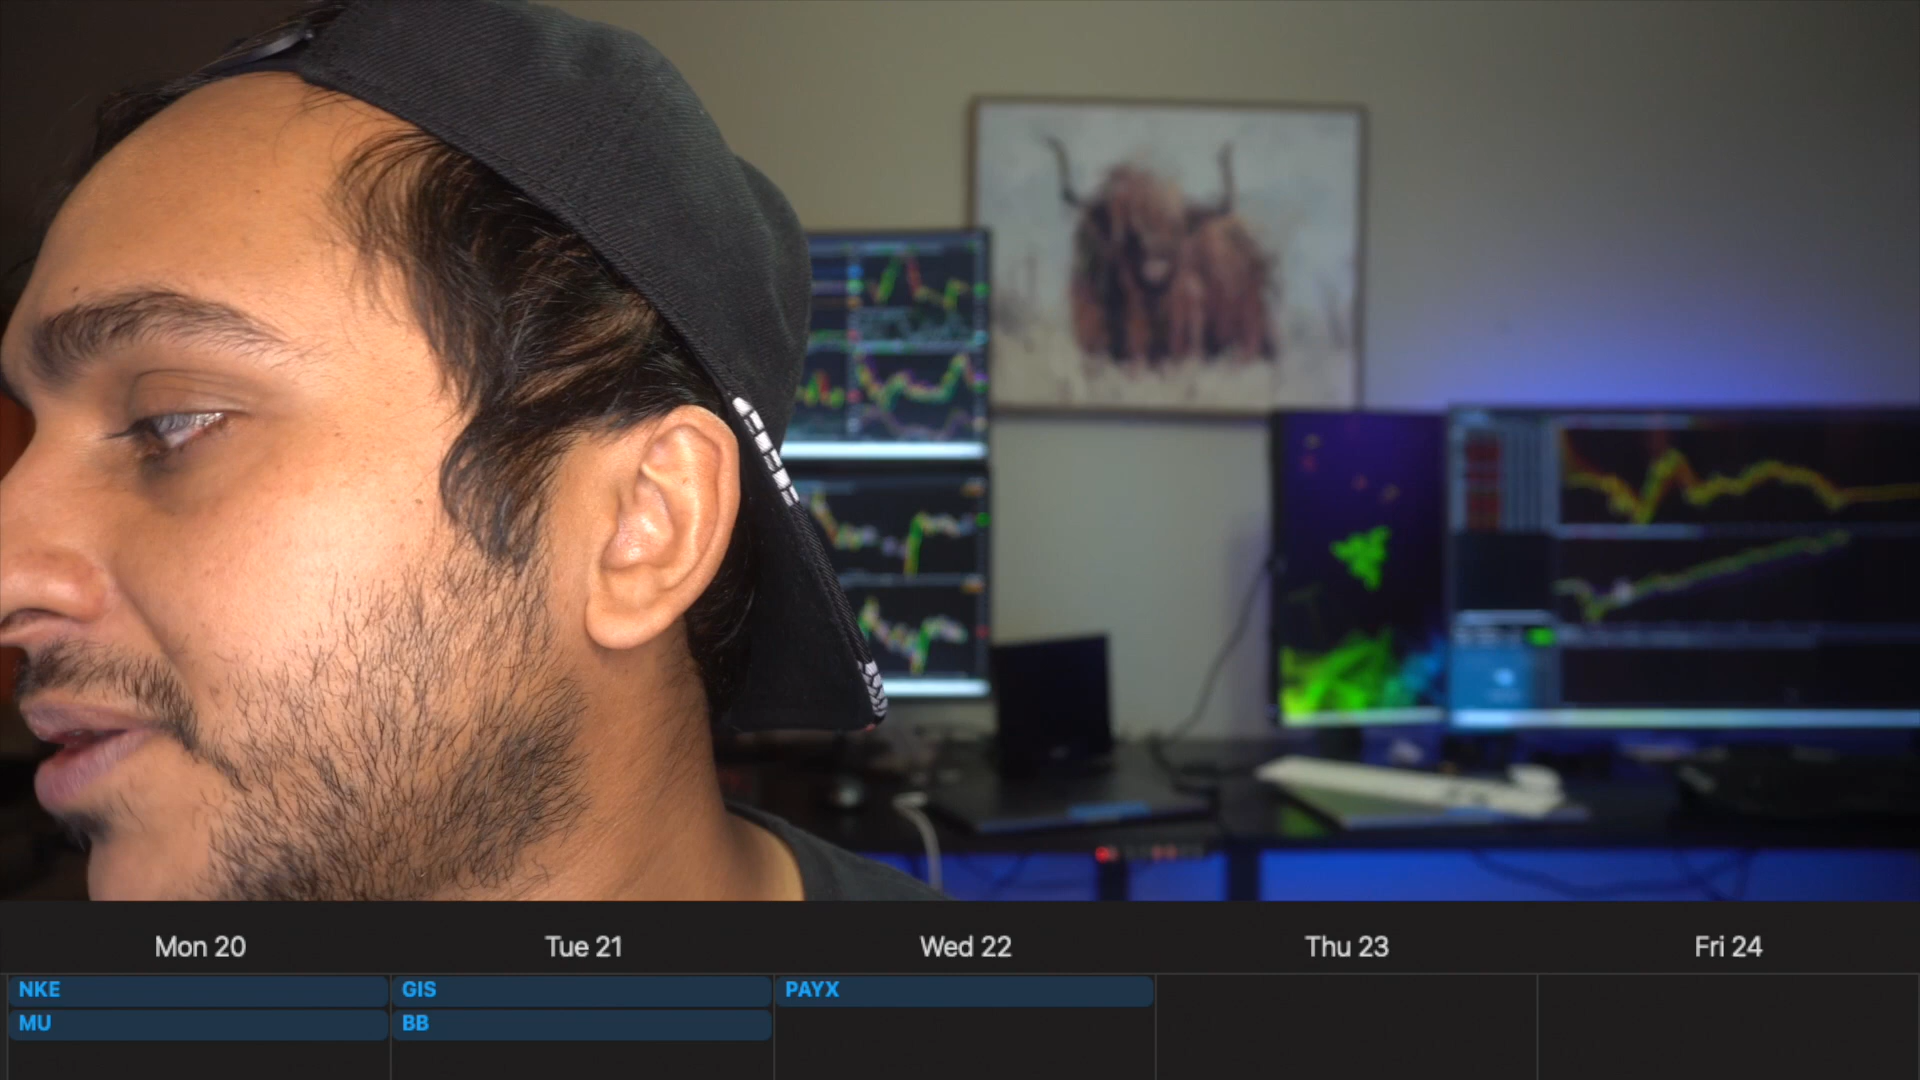 Mon 20
Tue 21
Wed 22
Thu 23
Fri 24
NKE
GIS
PAYX
MU
BB